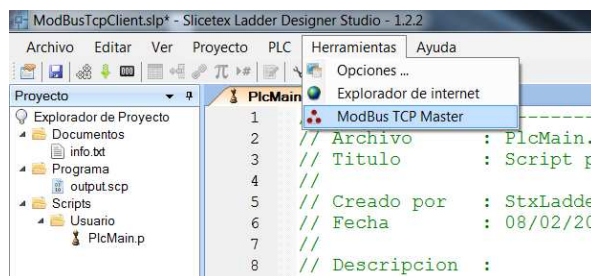 ModBusTcpClient.slp* - Slicetex Ladder Designer Studio - 1.2.2
Archivo Editar Ver Proyecto PLC Herramientas Ayuda
Opciones ...
Explorador de internet
ModBus TCP Master
Proyecto
Explorador de Proyecto
Documentos
info.txt
Programa
output.scp
Scripts
Usuario
PlcMain.p
PlcMain
1
2 // Archivo : PlcMain.
3 // Titulo : Script p
4 //
5 // Creado por : StxLadde
6 // Fecha : 08/02/20
7 //
8 // Descripcion :